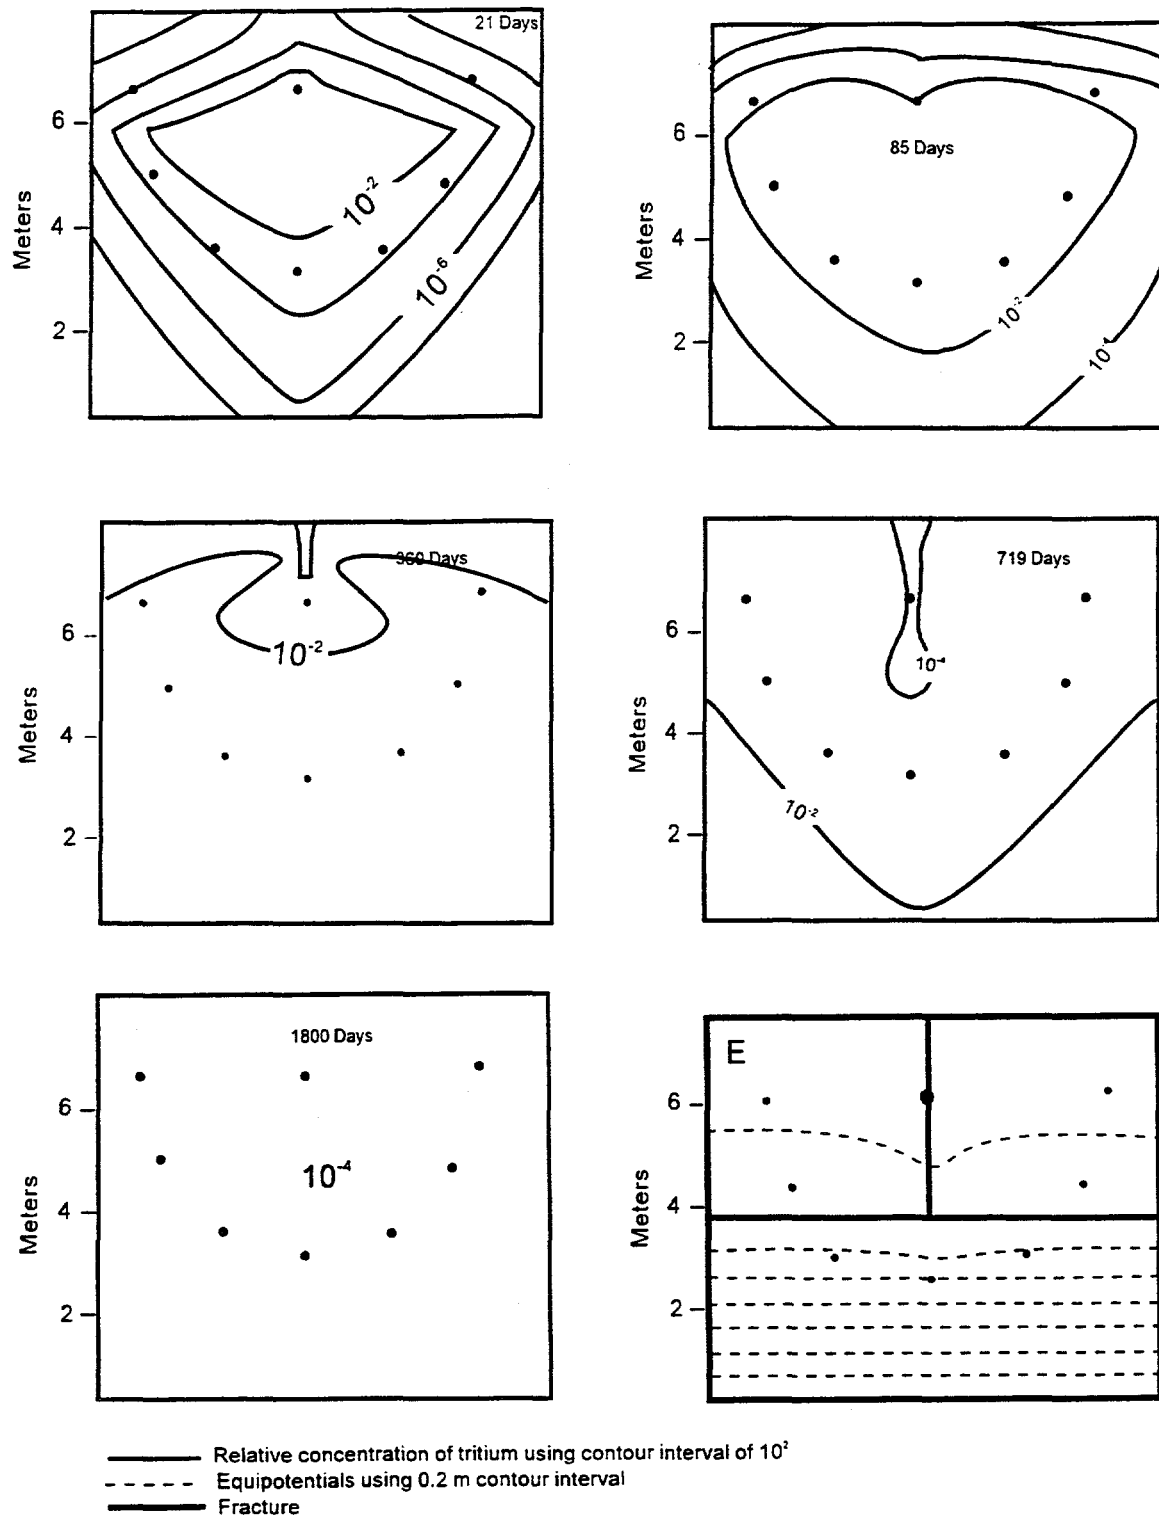 21 Days
6
4
2
Meters
10⁻²
10⁻⁶
85 Days
6
4
2
Meters
10⁻²
10⁻⁴
360 Days
6
4
2
Meters
10⁻²
719 Days
6
4
2
Meters
10⁻⁴
10⁻²
1800 Days
6
4
2
Meters
10⁻⁴
E
6
4
2
Meters
Relative concentration of tritium using contour interval of 10²
Equipotentials using 0.2 m contour interval
Fracture